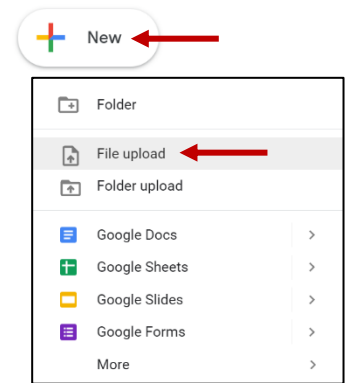 New
Folder
File upload
Folder upload
Google Docs
Google Sheets
Google Slides
Google Forms
More